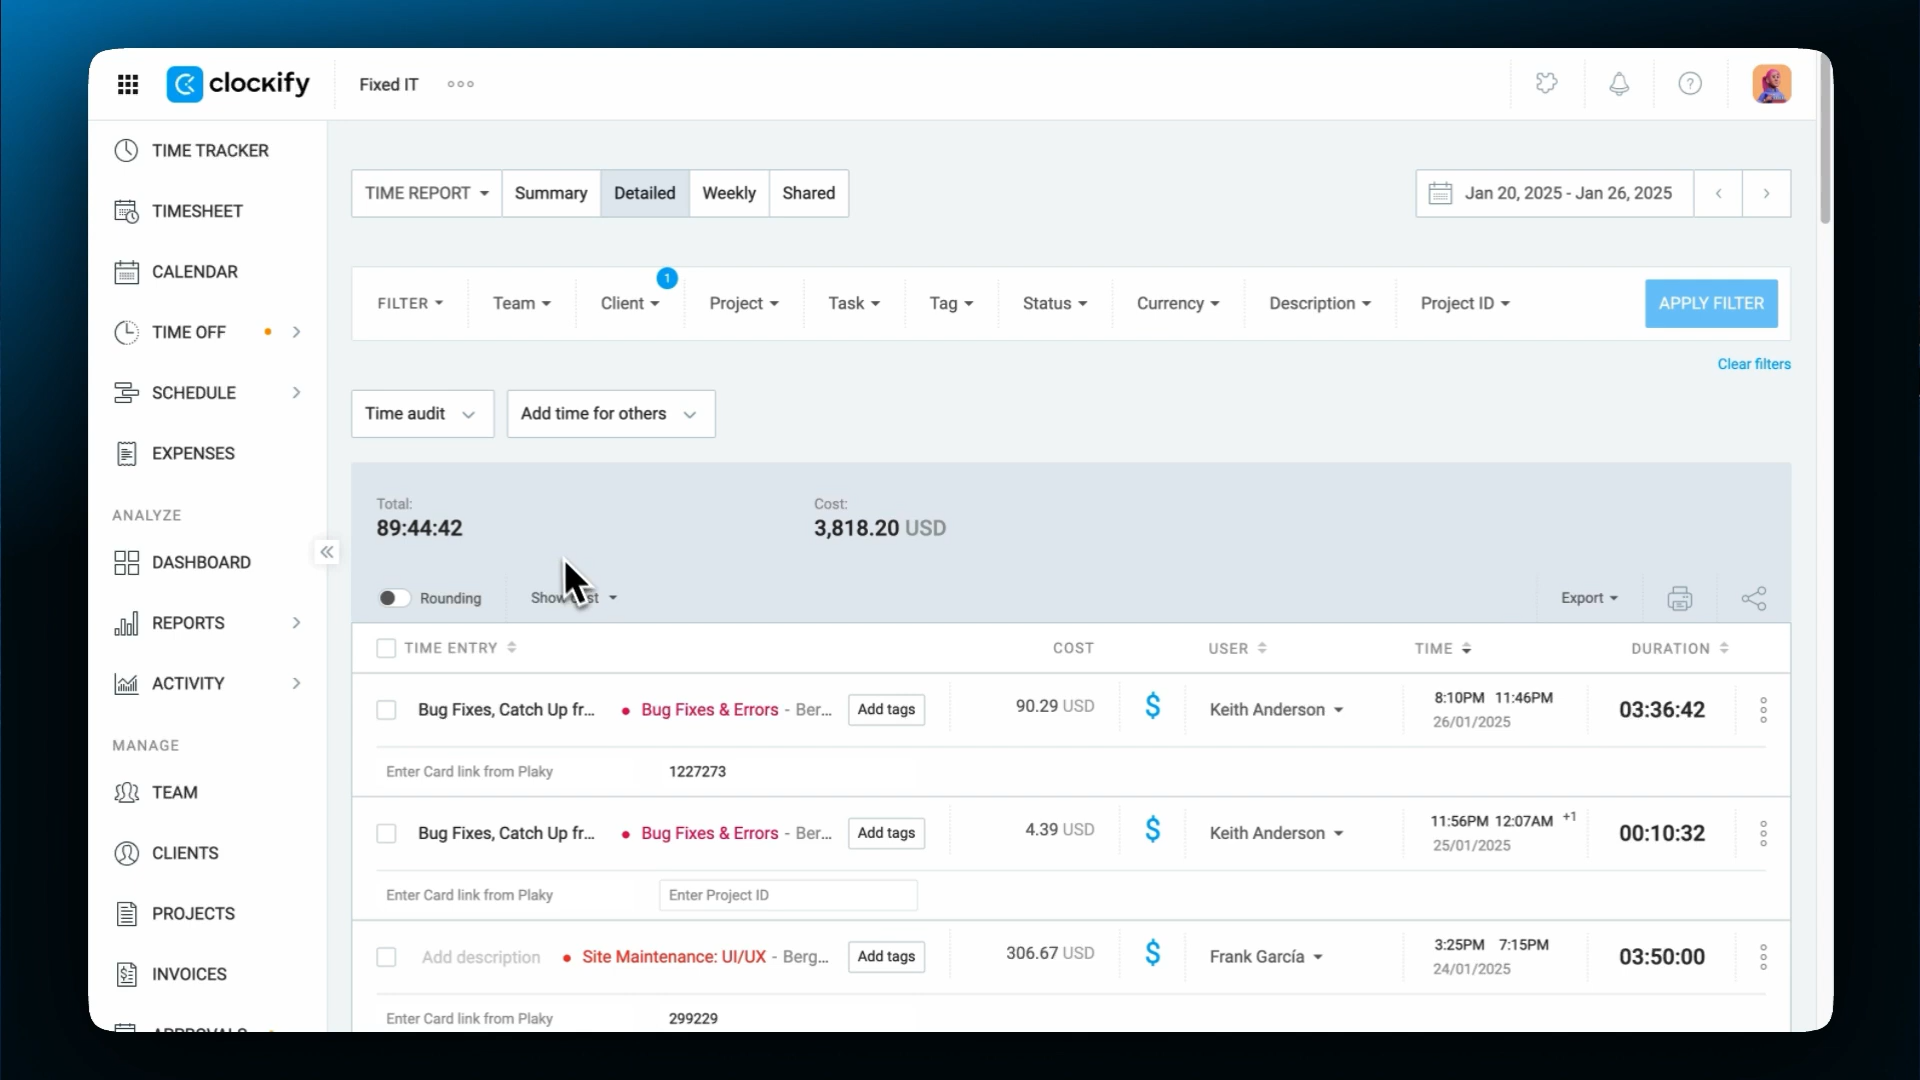 clockify
Fixed IT
TIME TRACKER
TIMESHEET
CALENDAR
TIME OFF
SCHEDULE
EXPENSES
ANALYZE
DASHBOARD
REPORTS
ACTIVITY
MANAGE
TEAM
CLIENTS
PROJECTS
INVOICES
APPROVALS
TIME REPORT Summary Detailed Weekly Shared
Jan 20, 2025 - Jan 26, 2025
1
FILTER Team Client Project Task Tag Status Currency Description Project ID APPLY FILTER
Clear filters
Time audit Add time for others
Total: Cost:
89:44:42 3,818.20 USD
Rounding Show Export
TIME ENTRY COST USER TIME DURATION
Bug Fixes, Catch Up fr... • Bug Fixes & Errors - Ber... Add tags 90.29 USD $ Keith Anderson 8:10PM 11:46PM 03:36:42
26/01/2025
Enter Card link from Plaky 1227273
Bug Fixes, Catch Up fr... • Bug Fixes & Errors - Ber... Add tags 4.39 USD $ Keith Anderson 11:56PM 12:07AM +1 00:10:32
25/01/2025
Enter Card link from Plaky Enter Project ID
Add description • Site Maintenance: UI/UX - Berg... Add tags 306.67 USD $ Frank García 3:25PM 7:15PM 03:50:00
24/01/2025
Enter Card link from Plaky 299229